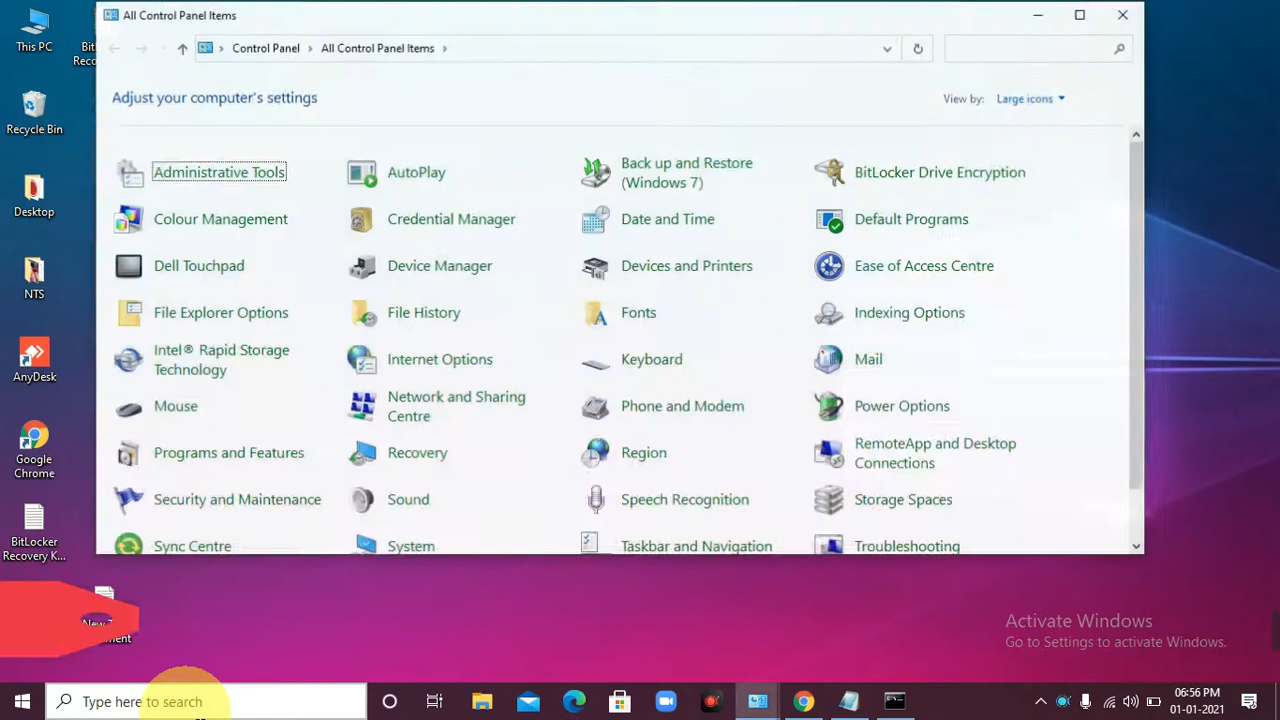 All Control Panel Items
Control Panel
All Control Panel Items
Adjust your computer's settings
View by:
Large icons
Administrative Tools
AutoPlay
Back up and Restore
(Windows 7)
BitLocker Drive Encryption
Colour Management
Credential Manager
Date and Time
Default Programs
Dell Touchpad
Device Manager
Devices and Printers
Ease of Access Centre
File Explorer Options
File History
Fonts
Indexing Options
Intel® Rapid Storage
Technology
Internet Options
Keyboard
Mail
Mouse
Network and Sharing
Centre
Phone and Modem
Power Options
Programs and Features
Recovery
Region
RemoteApp and Desktop
Connections
Security and Maintenance
Sound
Speech Recognition
Storage Spaces
Sync Centre
System
Taskbar and Navigation
Troubleshooting
This PC
Recycle Bin
Desktop
NTS
AnyDesk
Google
Chrome
BitLocker
Recovery K...
Activate Windows
Go to Settings to activate Windows.
Type here to search
06:56 PM
01-01-2021